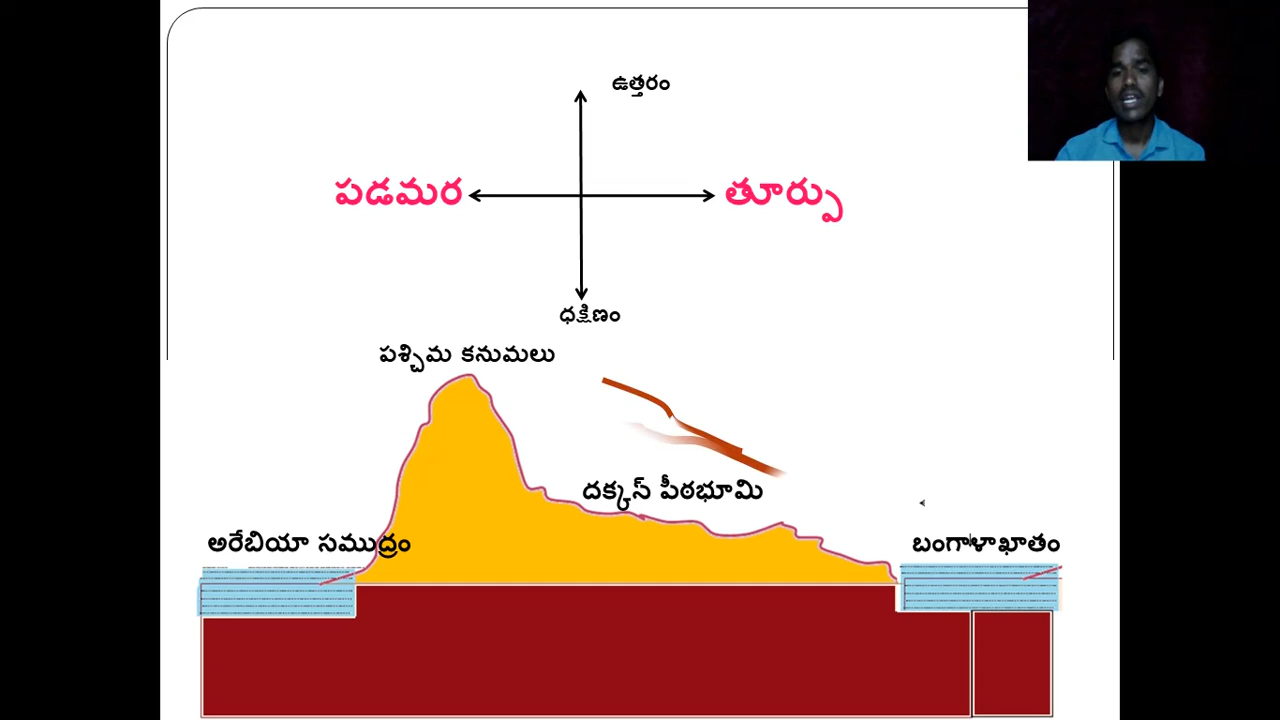 ఉత్తరం
పడమర
తూర్పు
ధక్షిణం
పశ్చిమ కనుమలు
దక్కన్ పీఠభూమి
అరేబియా సముద్రం
బంగాళాఖాతం